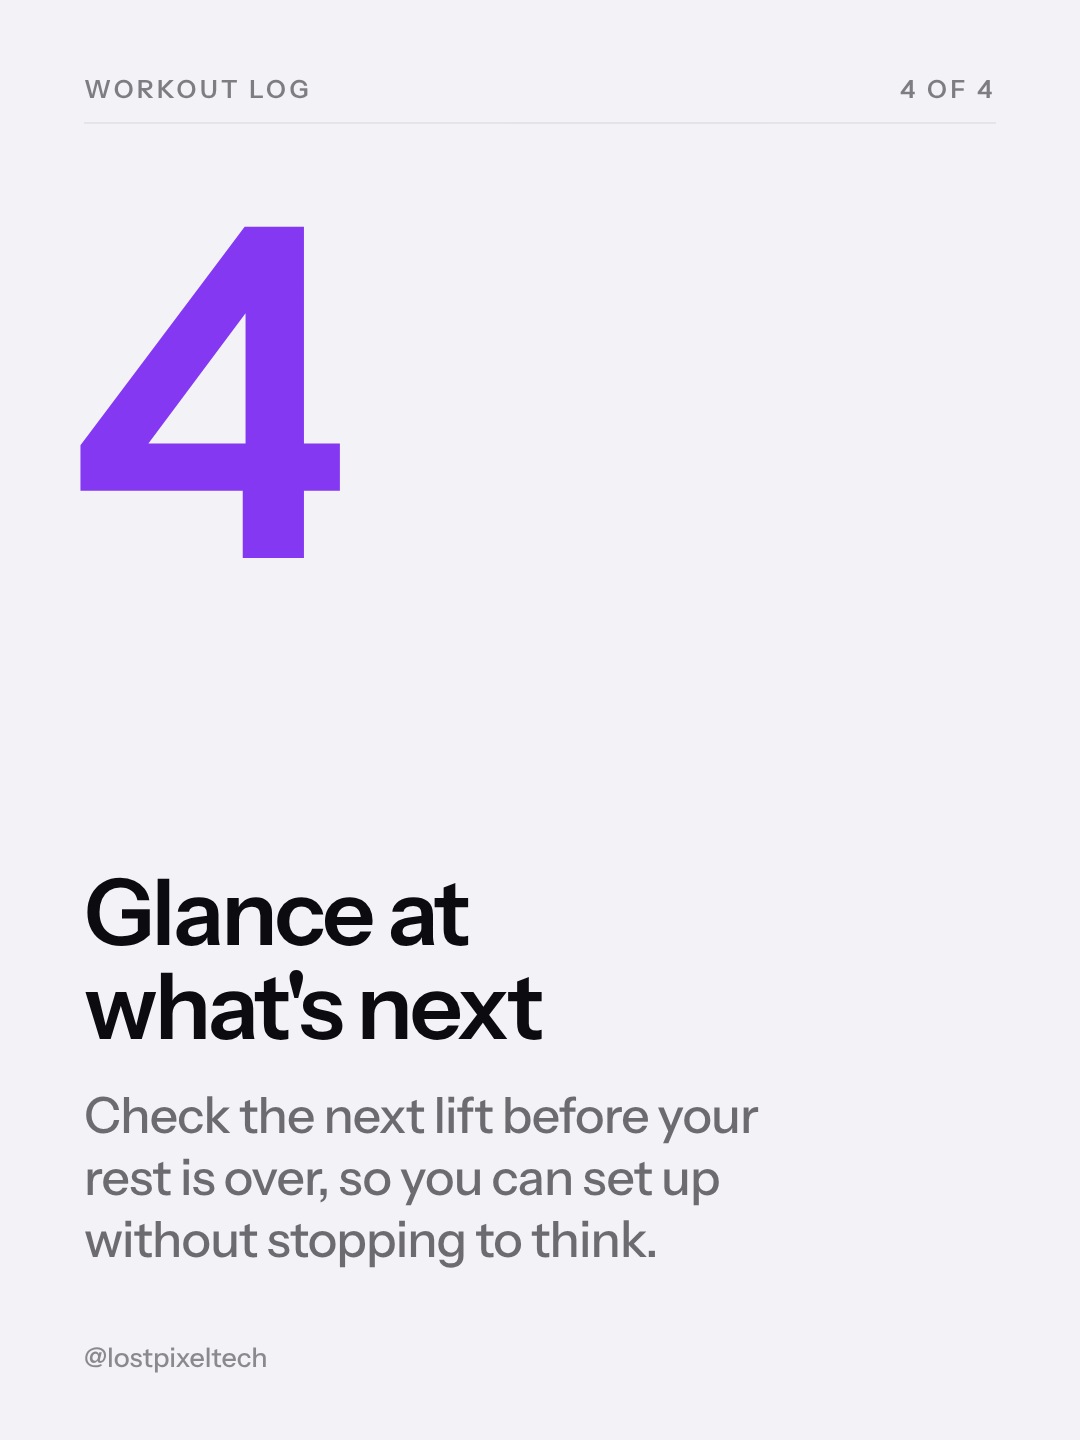 WORKOUT LOG
4 OF 4
4
Glance at
what's next
Check the next lift before your
rest is over, so you can set up
without stopping to think.
@lostpixeltech